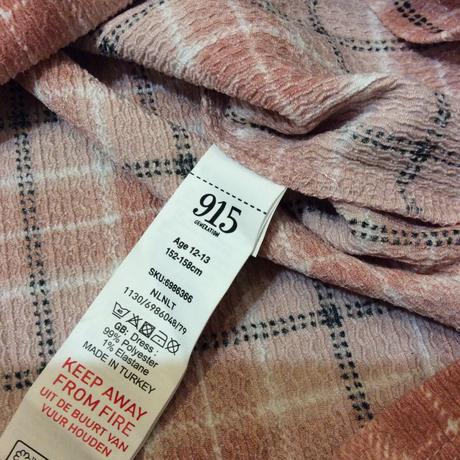 915
GENERATION
Age 12-13
152-158cm
SKU:6986366
NLNLT
1130/6986048/79
GB: Dress:
99% Polyester
1% Elastane
MADE IN TURKEY
KEEP AWAY
FROM FIRE
UIT DE BUURT VAN
VUUR HOUDEN